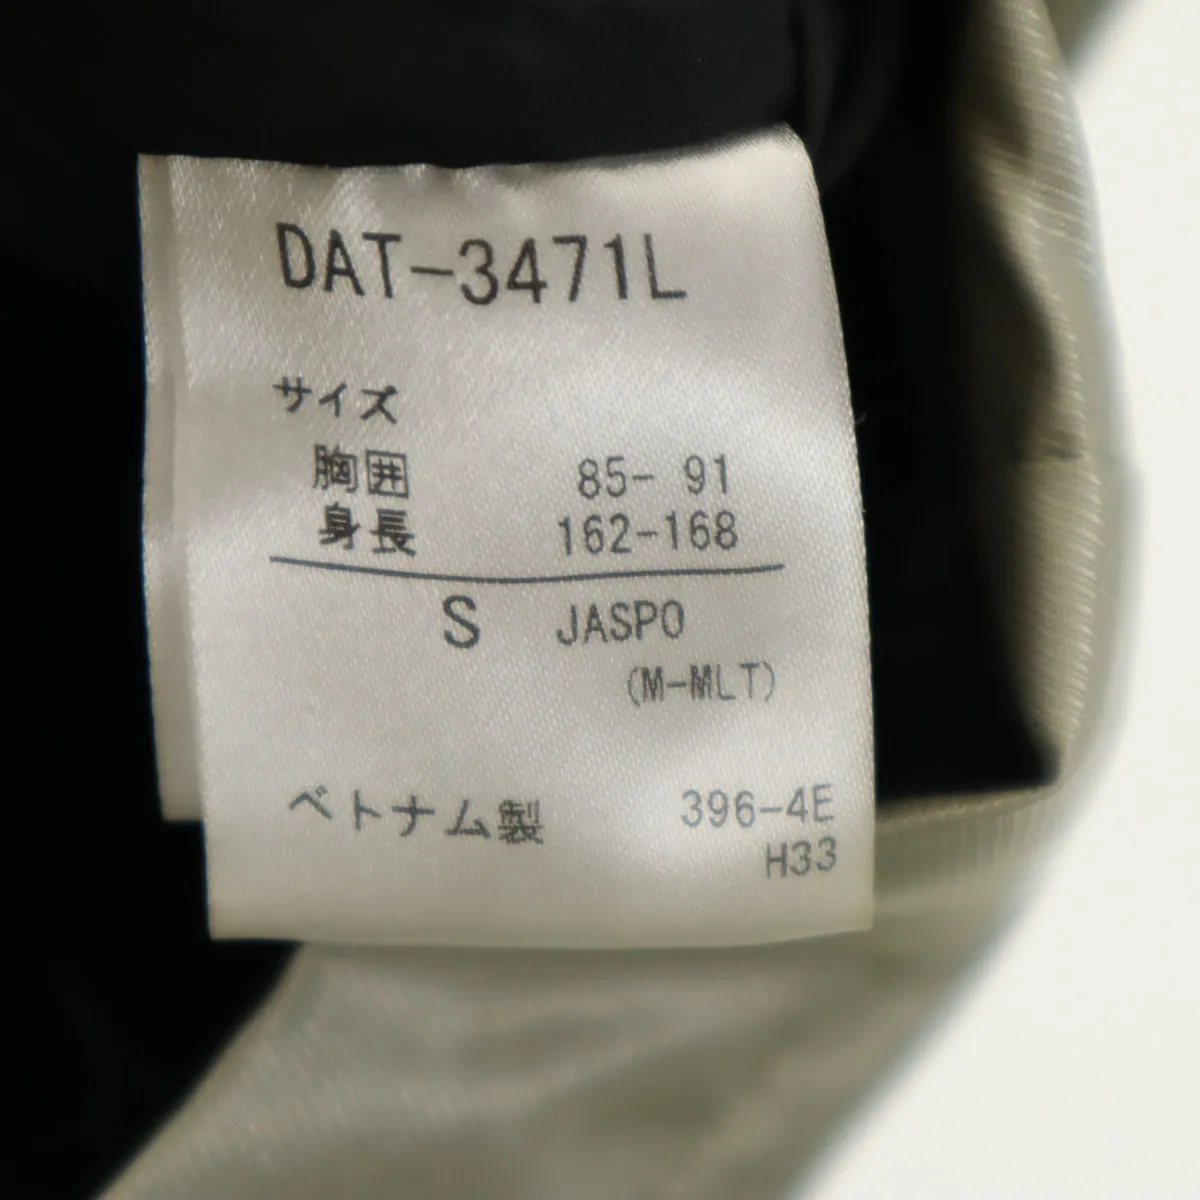 DAT-3471L
サイズ
胸囲 85- 91
身長 162-168
S JASPO
(M-MLT)
ベトナム製 396-4E
H33